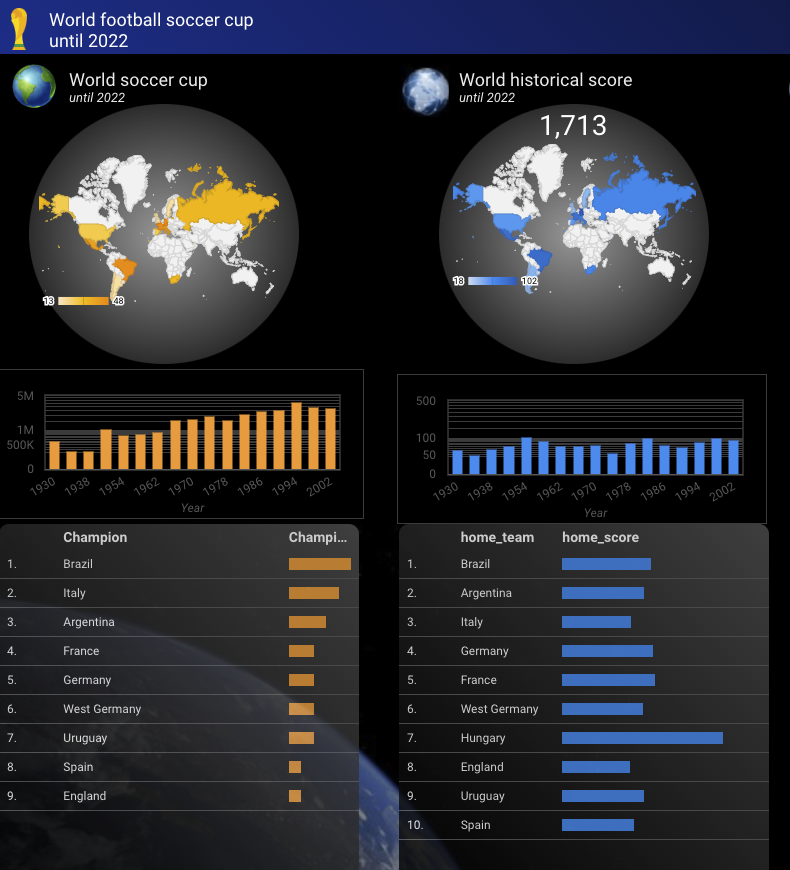 World football soccer cup
until 2022
World soccer cup
until 2022
13
48
5M
1M
500K
0
1930
1938
1954
1962
1970
1978
1986
1994
2002
Year
Champion
Champi...
1.
Brazil
2.
Italy
3.
Argentina
4.
France
5.
Germany
6.
West Germany
7.
Uruguay
8.
Spain
9.
England
World historical score
until 2022
1,713
18
102
500
100
50
0
1930
1938
1954
1962
1970
1978
1986
1994
2002
Year
home_team
home_score
1.
Brazil
2.
Argentina
3.
Italy
4.
Germany
5.
France
6.
West Germany
7.
Hungary
8.
England
9.
Uruguay
10.
Spain